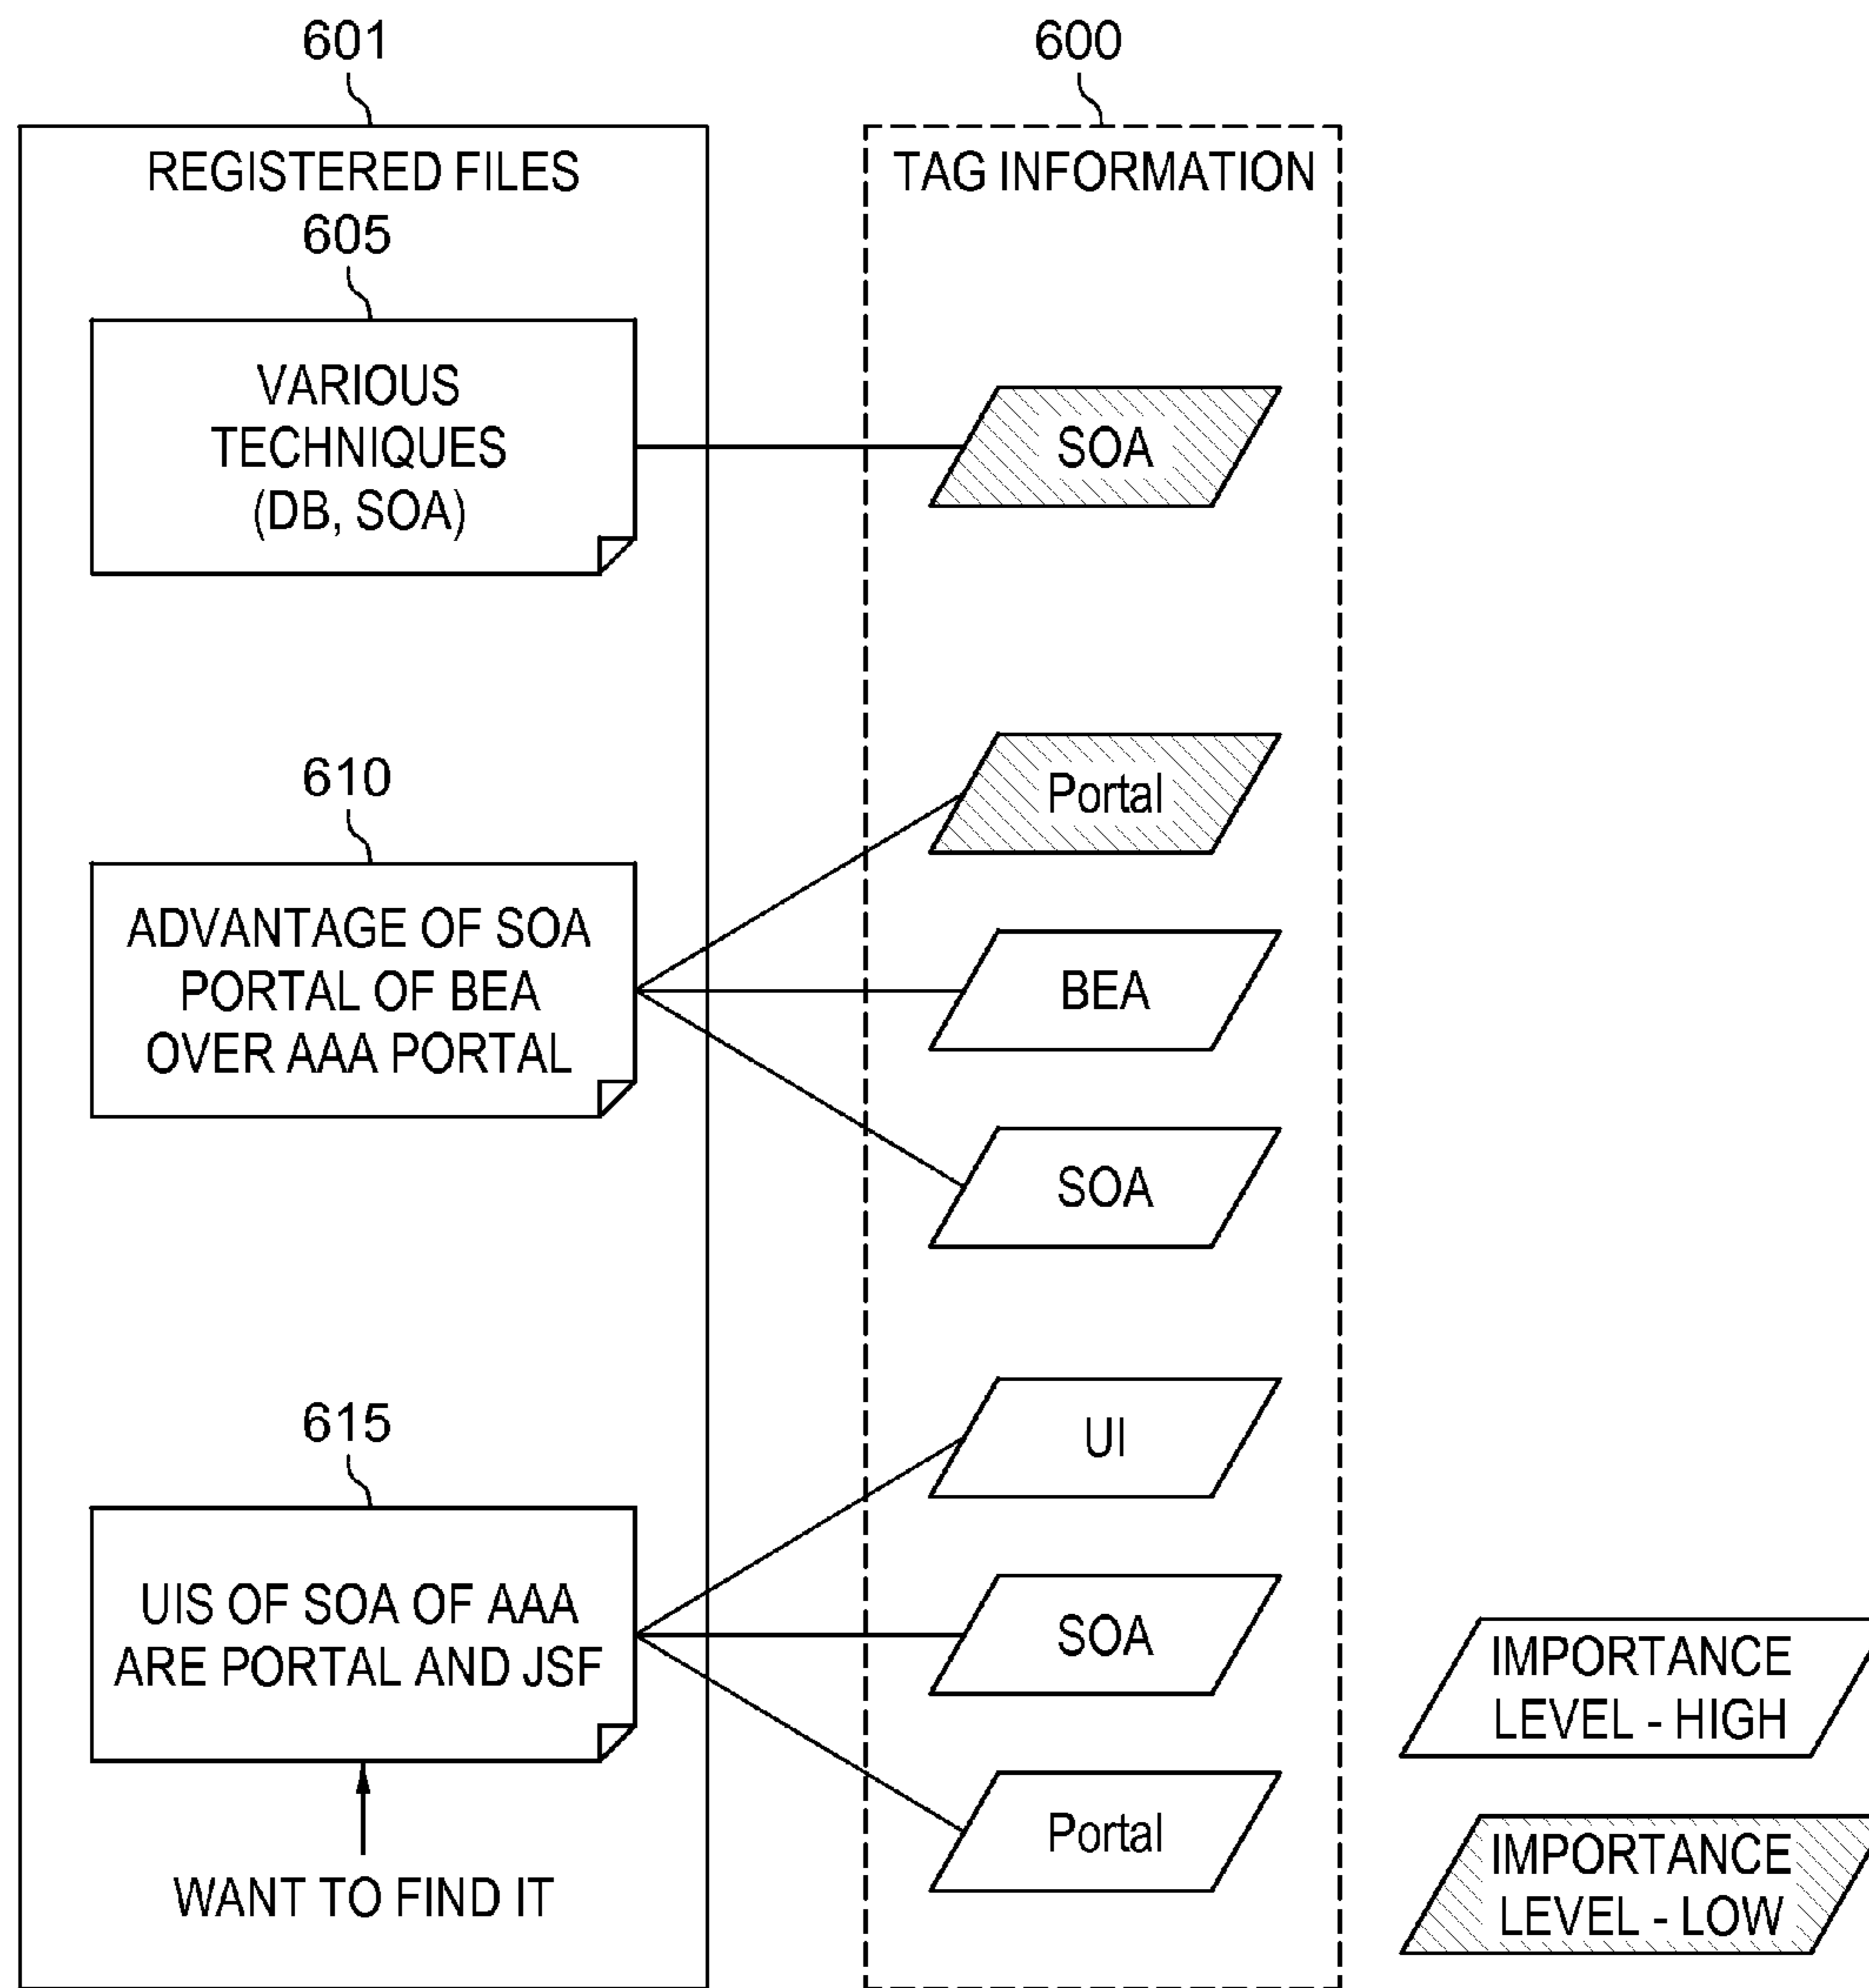 601
600
REGISTERED FILES
TAG INFORMATION
605
VARIOUS
TECHNIQUES
(DB, SOA)
SOA
610
ADVANTAGE OF SOA
PORTAL OF BEA
OVER AAA PORTAL
Portal
BEA
SOA
615
UIS OF SOA OF AAA
ARE PORTAL AND JSF
UI
SOA
Portal
WANT TO FIND IT
IMPORTANCE
LEVEL - HIGH
IMPORTANCE
LEVEL - LOW